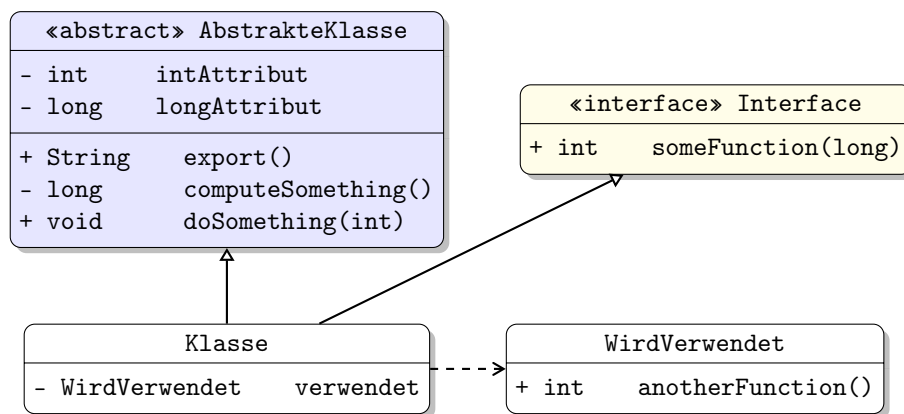 «abstract» AbstrakteKlasse
- int intAttribut
- long longAttribut
+ String export()
- long computeSomething()
+ void doSomething(int)
«interface» Interface
+ int someFunction(long)
Klasse
- WirdVerwendet verwendet
WirdVerwendet
+ int anotherFunction()